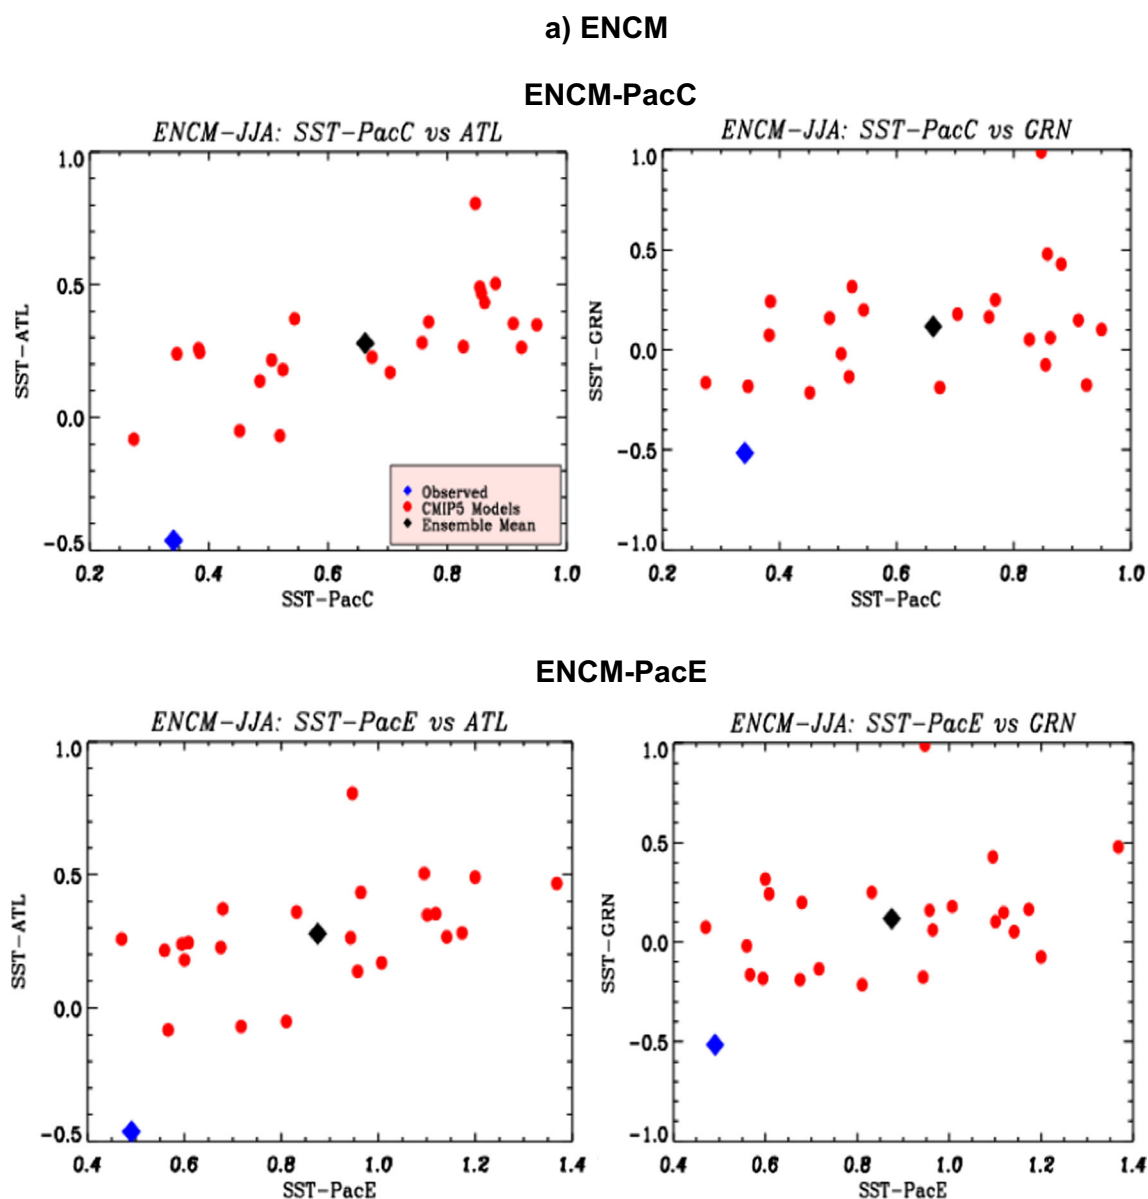 a) ENCM
ENCM-PacC
ENCM-JJA: SST-PacC vs ATL
1.0
0.5
0.0
-0.5
SST-ATL
Observed
CMIP5 Models
Ensemble Mean
0.2 0.4 0.6 0.8 1.0
SST-PacC
ENCM-JJA: SST-PacC vs GRN
1.0
0.5
0.0
-0.5
-1.0
SST-GRN
0.2 0.4 0.6 0.8 1.0
SST-PacC
ENCM-PacE
ENCM-JJA: SST-PacE vs ATL
1.0
0.5
0.0
-0.5
SST-ATL
0.4 0.6 0.8 1.0 1.2 1.4
SST-PacE
ENCM-JJA: SST-PacE vs GRN
1.0
0.5
0.0
-0.5
-1.0
SST-GRN
0.4 0.6 0.8 1.0 1.2 1.4
SST-PacE